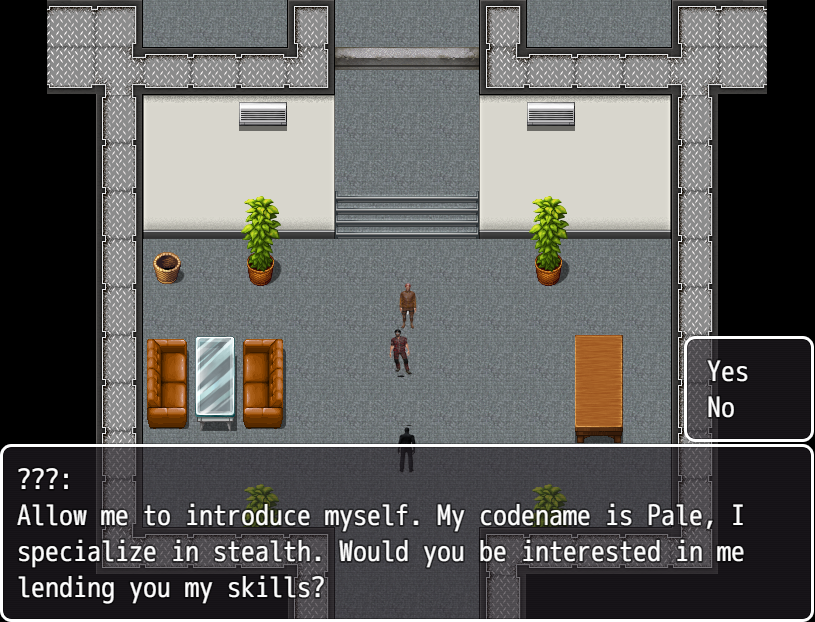 Yes
No
???:
Allow me to introduce myself. My codename is Pale, I
specialize in stealth. Would you be interested in me
lending you my skills?